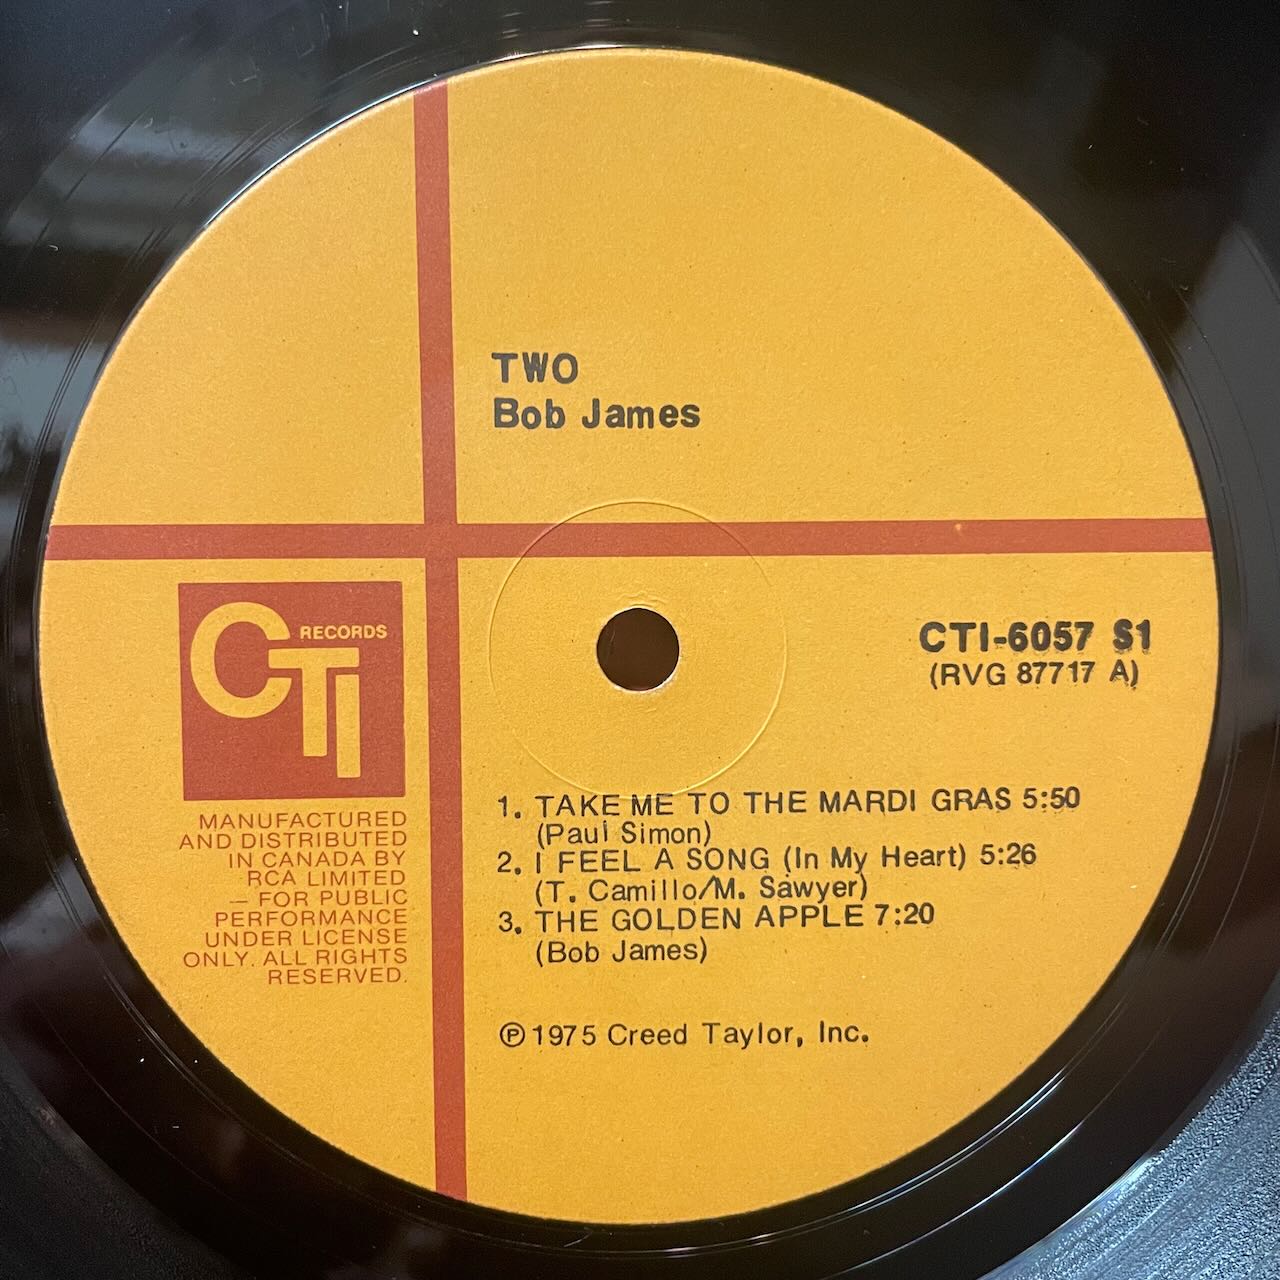 TWO
Bob James
CTI RECORDS
MANUFACTURED
AND DISTRIBUTED
IN CANADA BY
RCA LIMITED
— FOR PUBLIC
PERFORMANCE
UNDER LICENSE
ONLY. ALL RIGHTS
RESERVED.
CTI-6057 S1
(RVG 87717 A)
1. TAKE ME TO THE MARDI GRAS 5:50
(Paul Simon)
2. I FEEL A SONG (In My Heart) 5:26
(T. Camillo/M. Sawyer)
3. THE GOLDEN APPLE 7:20
(Bob James)
℗ 1975 Creed Taylor, Inc.